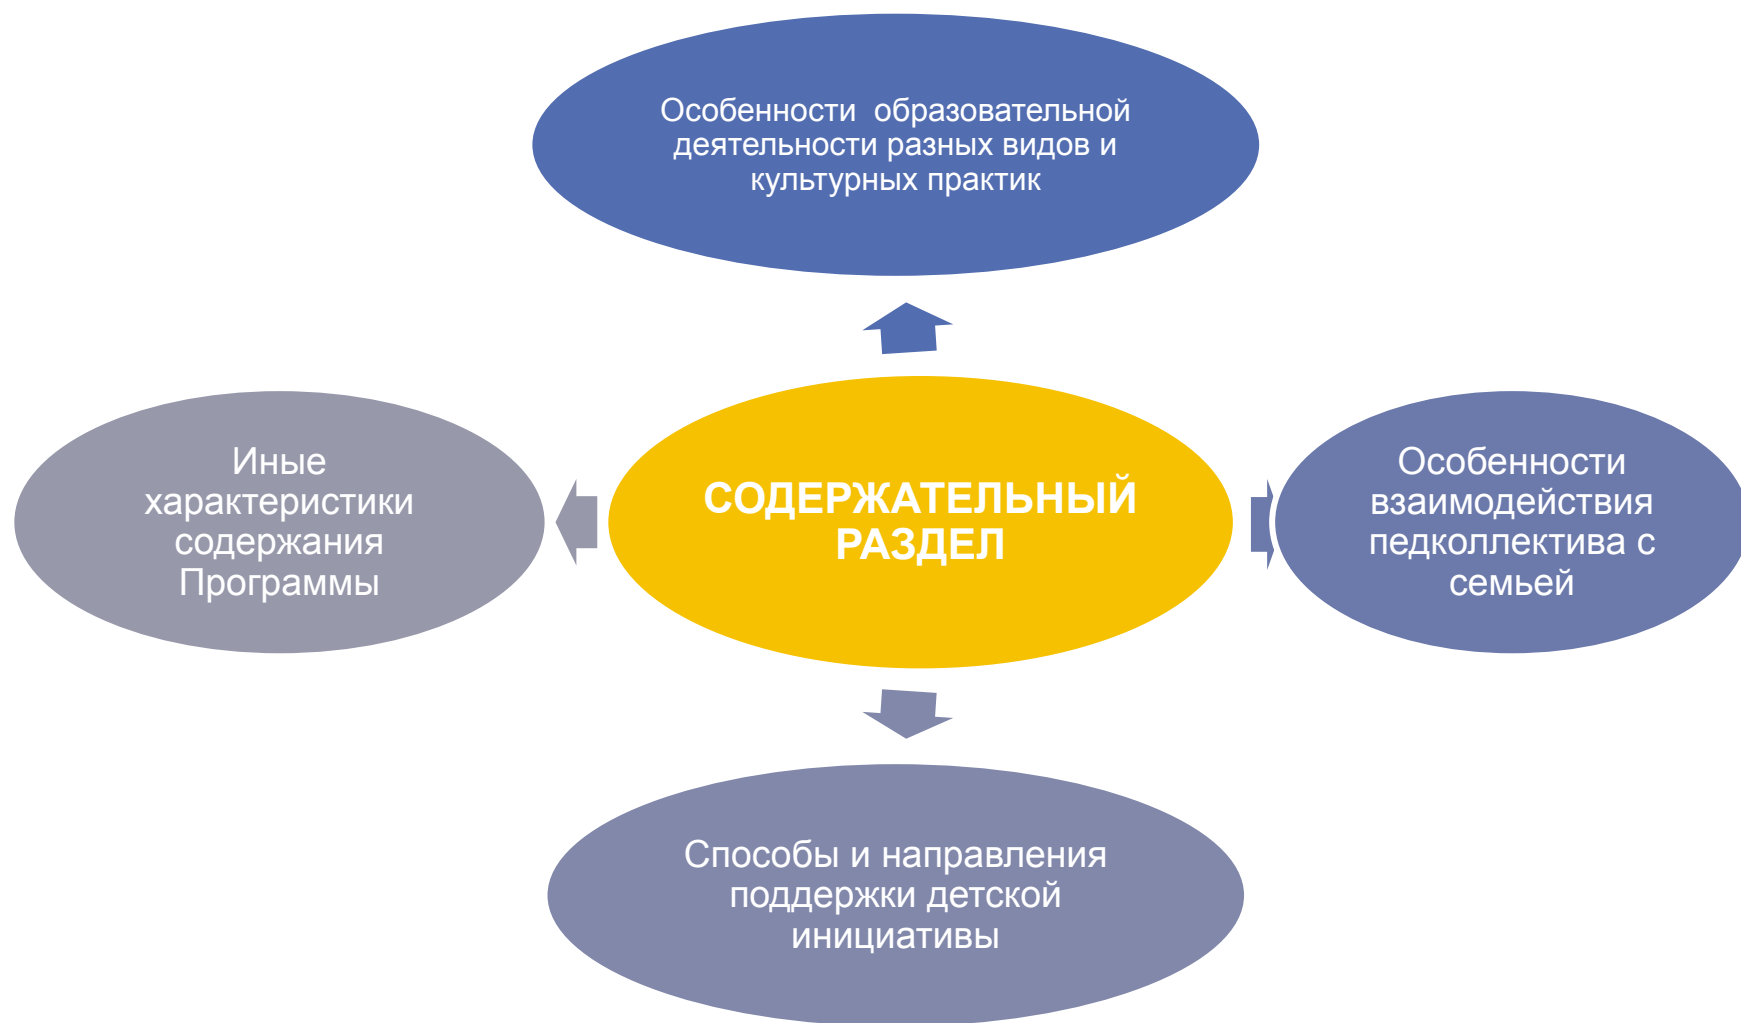 Особенности образовательной
деятельности разных видов и
культурных практик
Иные
характеристики
содержания
Программы
СОДЕРЖАТЕЛЬНЫЙ
РАЗДЕЛ
Особенности
взаимодействия
педколлектива с
семьей
Способы и направления
поддержки детской
инициативы